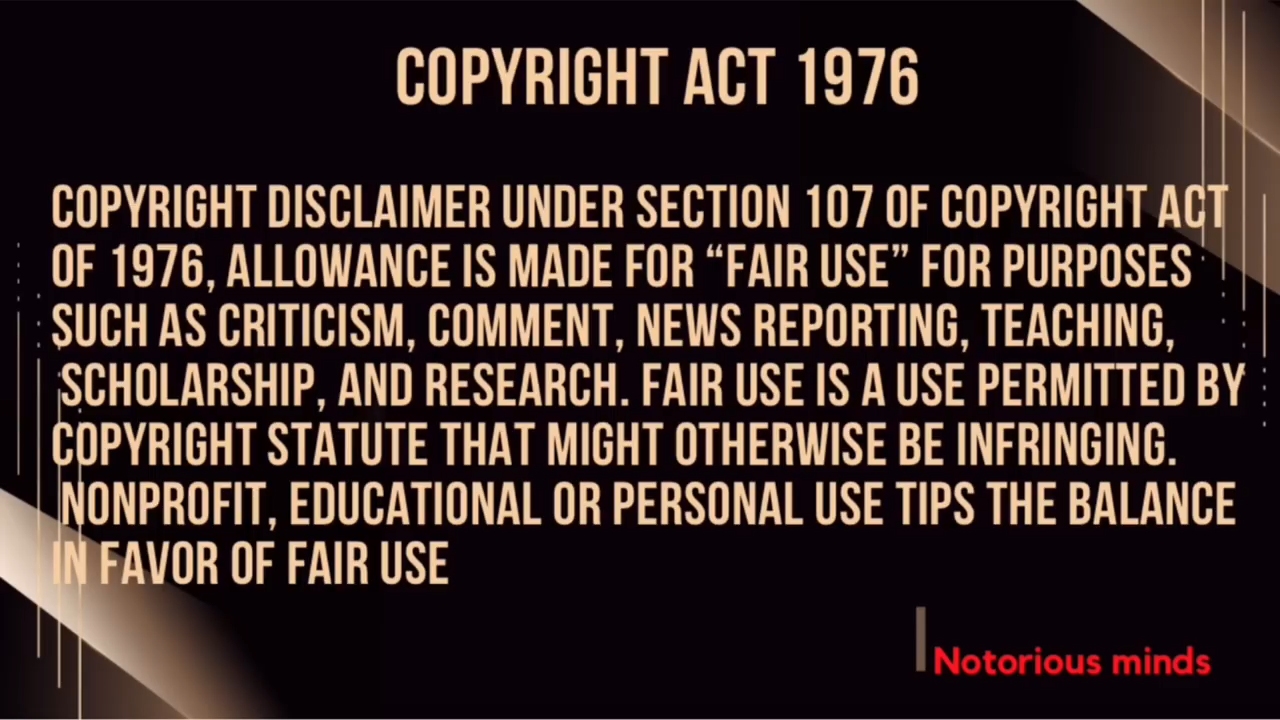 COPYRIGHT ACT 1976
COPYRIGHT DISCLAIMER UNDER SECTION 107 OF COPYRIGHT ACT
OF 1976, ALLOWANCE IS MADE FOR “FAIR USE” FOR PURPOSES
SUCH AS CRITICISM, COMMENT, NEWS REPORTING, TEACHING,
SCHOLARSHIP, AND RESEARCH. FAIR USE IS A USE PERMITTED BY
COPYRIGHT STATUTE THAT MIGHT OTHERWISE BE INFRINGING.
NONPROFIT, EDUCATIONAL OR PERSONAL USE TIPS THE BALANCE
IN FAVOR OF FAIR USE
Notorious minds